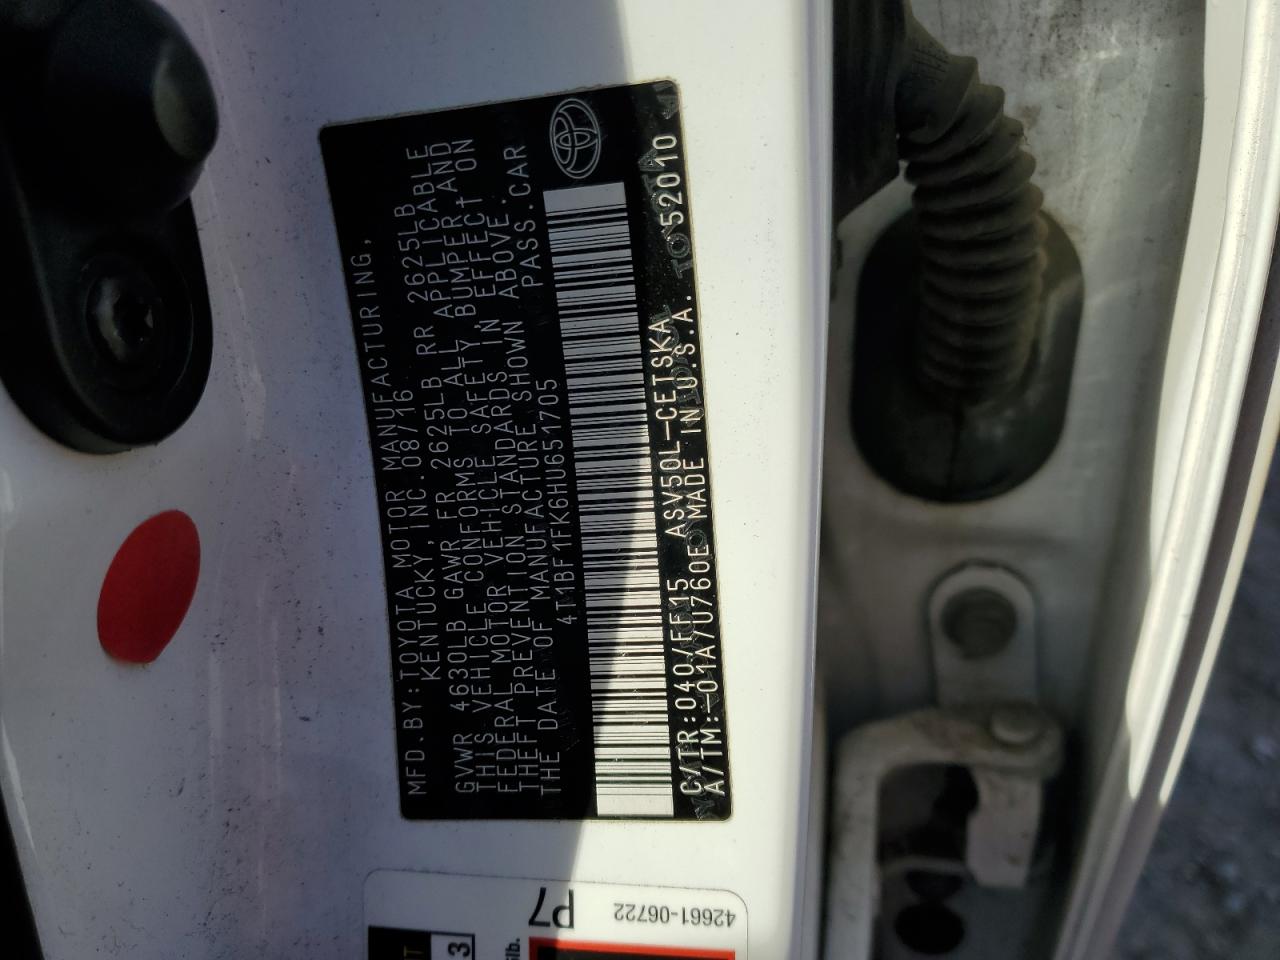 MFD.BY:TOYOTA MOTOR MANUFACTURING,
KENTUCKY,INC.08/16
GVWR 4630LB GAWR FR 2625LB RR 2625LB
THIS VEHICLE CONFORMS TO ALL APPLICABLE
FEDERAL MOTOR VEHICLE SAFETY,BUMPER,AND
THEFT PREVENTION STANDARDS IN EFFECT ON
THE DATE OF MANUFACTURE SHOWN ABOVE.
4T1BF1FK6HU651705 PASS.CAR
C/TR:040/FF15 ASV50L-CETSKA 52010
A/TM:-01A/U760E MADE IN U.S.A.
P7
42661-06722
3